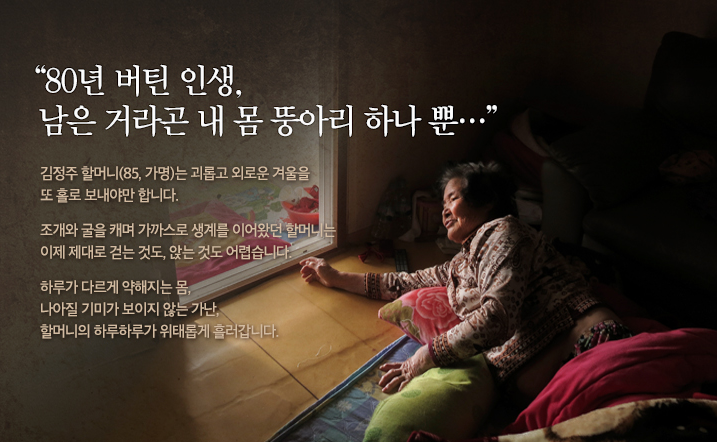 “80년 버틴 인생,
남은 거라곤 내 몸 뚱아리 하나 뿐…”
김정주 할머니(85, 가명)는 괴롭고 외로운 겨울을
또 홀로 보내야만 합니다.
조개와 굴을 캐며 가까스로 생계를 이어왔던 할머니는
이제 제대로 걷는 것도, 앉는 것도 어렵습니다.
하루가 다르게 약해지는 몸,
나아질 기미가 보이지 않는 가난,
할머니의 하루하루가 위태롭게 흘러갑니다.